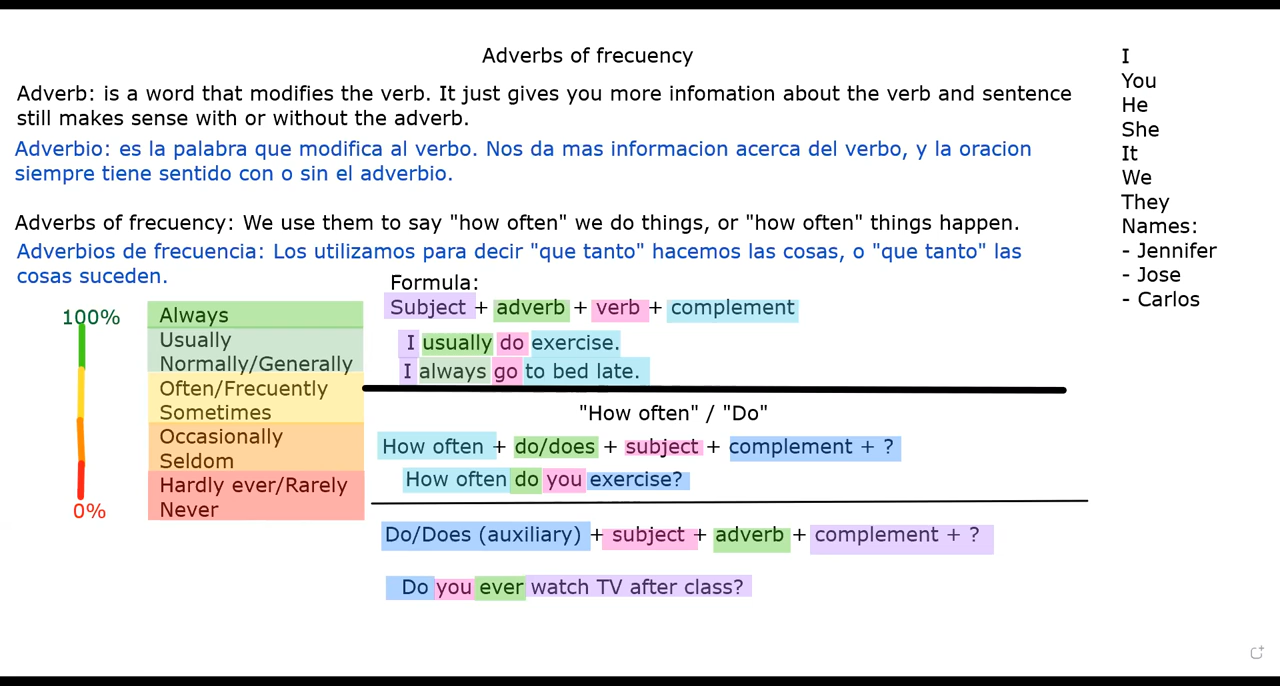 Adverbs of frecuency
Adverb: is a word that modifies the verb. It just gives you more infomation about the verb and sentence
still makes sense with or without the adverb.
Adverbio: es la palabra que modifica al verbo. Nos da mas informacion acerca del verbo, y la oracion
siempre tiene sentido con o sin el adverbio.
Adverbs of frecuency: We use them to say "how often" we do things, or "how often" things happen.
Adverbios de frecuencia: Los utilizamos para decir "que tanto" hacemos las cosas, o "que tanto" las
cosas suceden.
100%
0%
Always
Usually
Normally/Generally
Often/Frecuently
Sometimes
Occasionally
Seldom
Hardly ever/Rarely
Never
Formula:
Subject + adverb + verb + complement
I usually do exercise.
I always go to bed late.
"How often" / "Do"
How often + do/does + subject + complement + ?
How often do you exercise?
Do/Does (auxiliary) + subject + adverb + complement + ?
Do you ever watch TV after class?
I
You
He
She
It
We
They
Names:
- Jennifer
- Jose
- Carlos